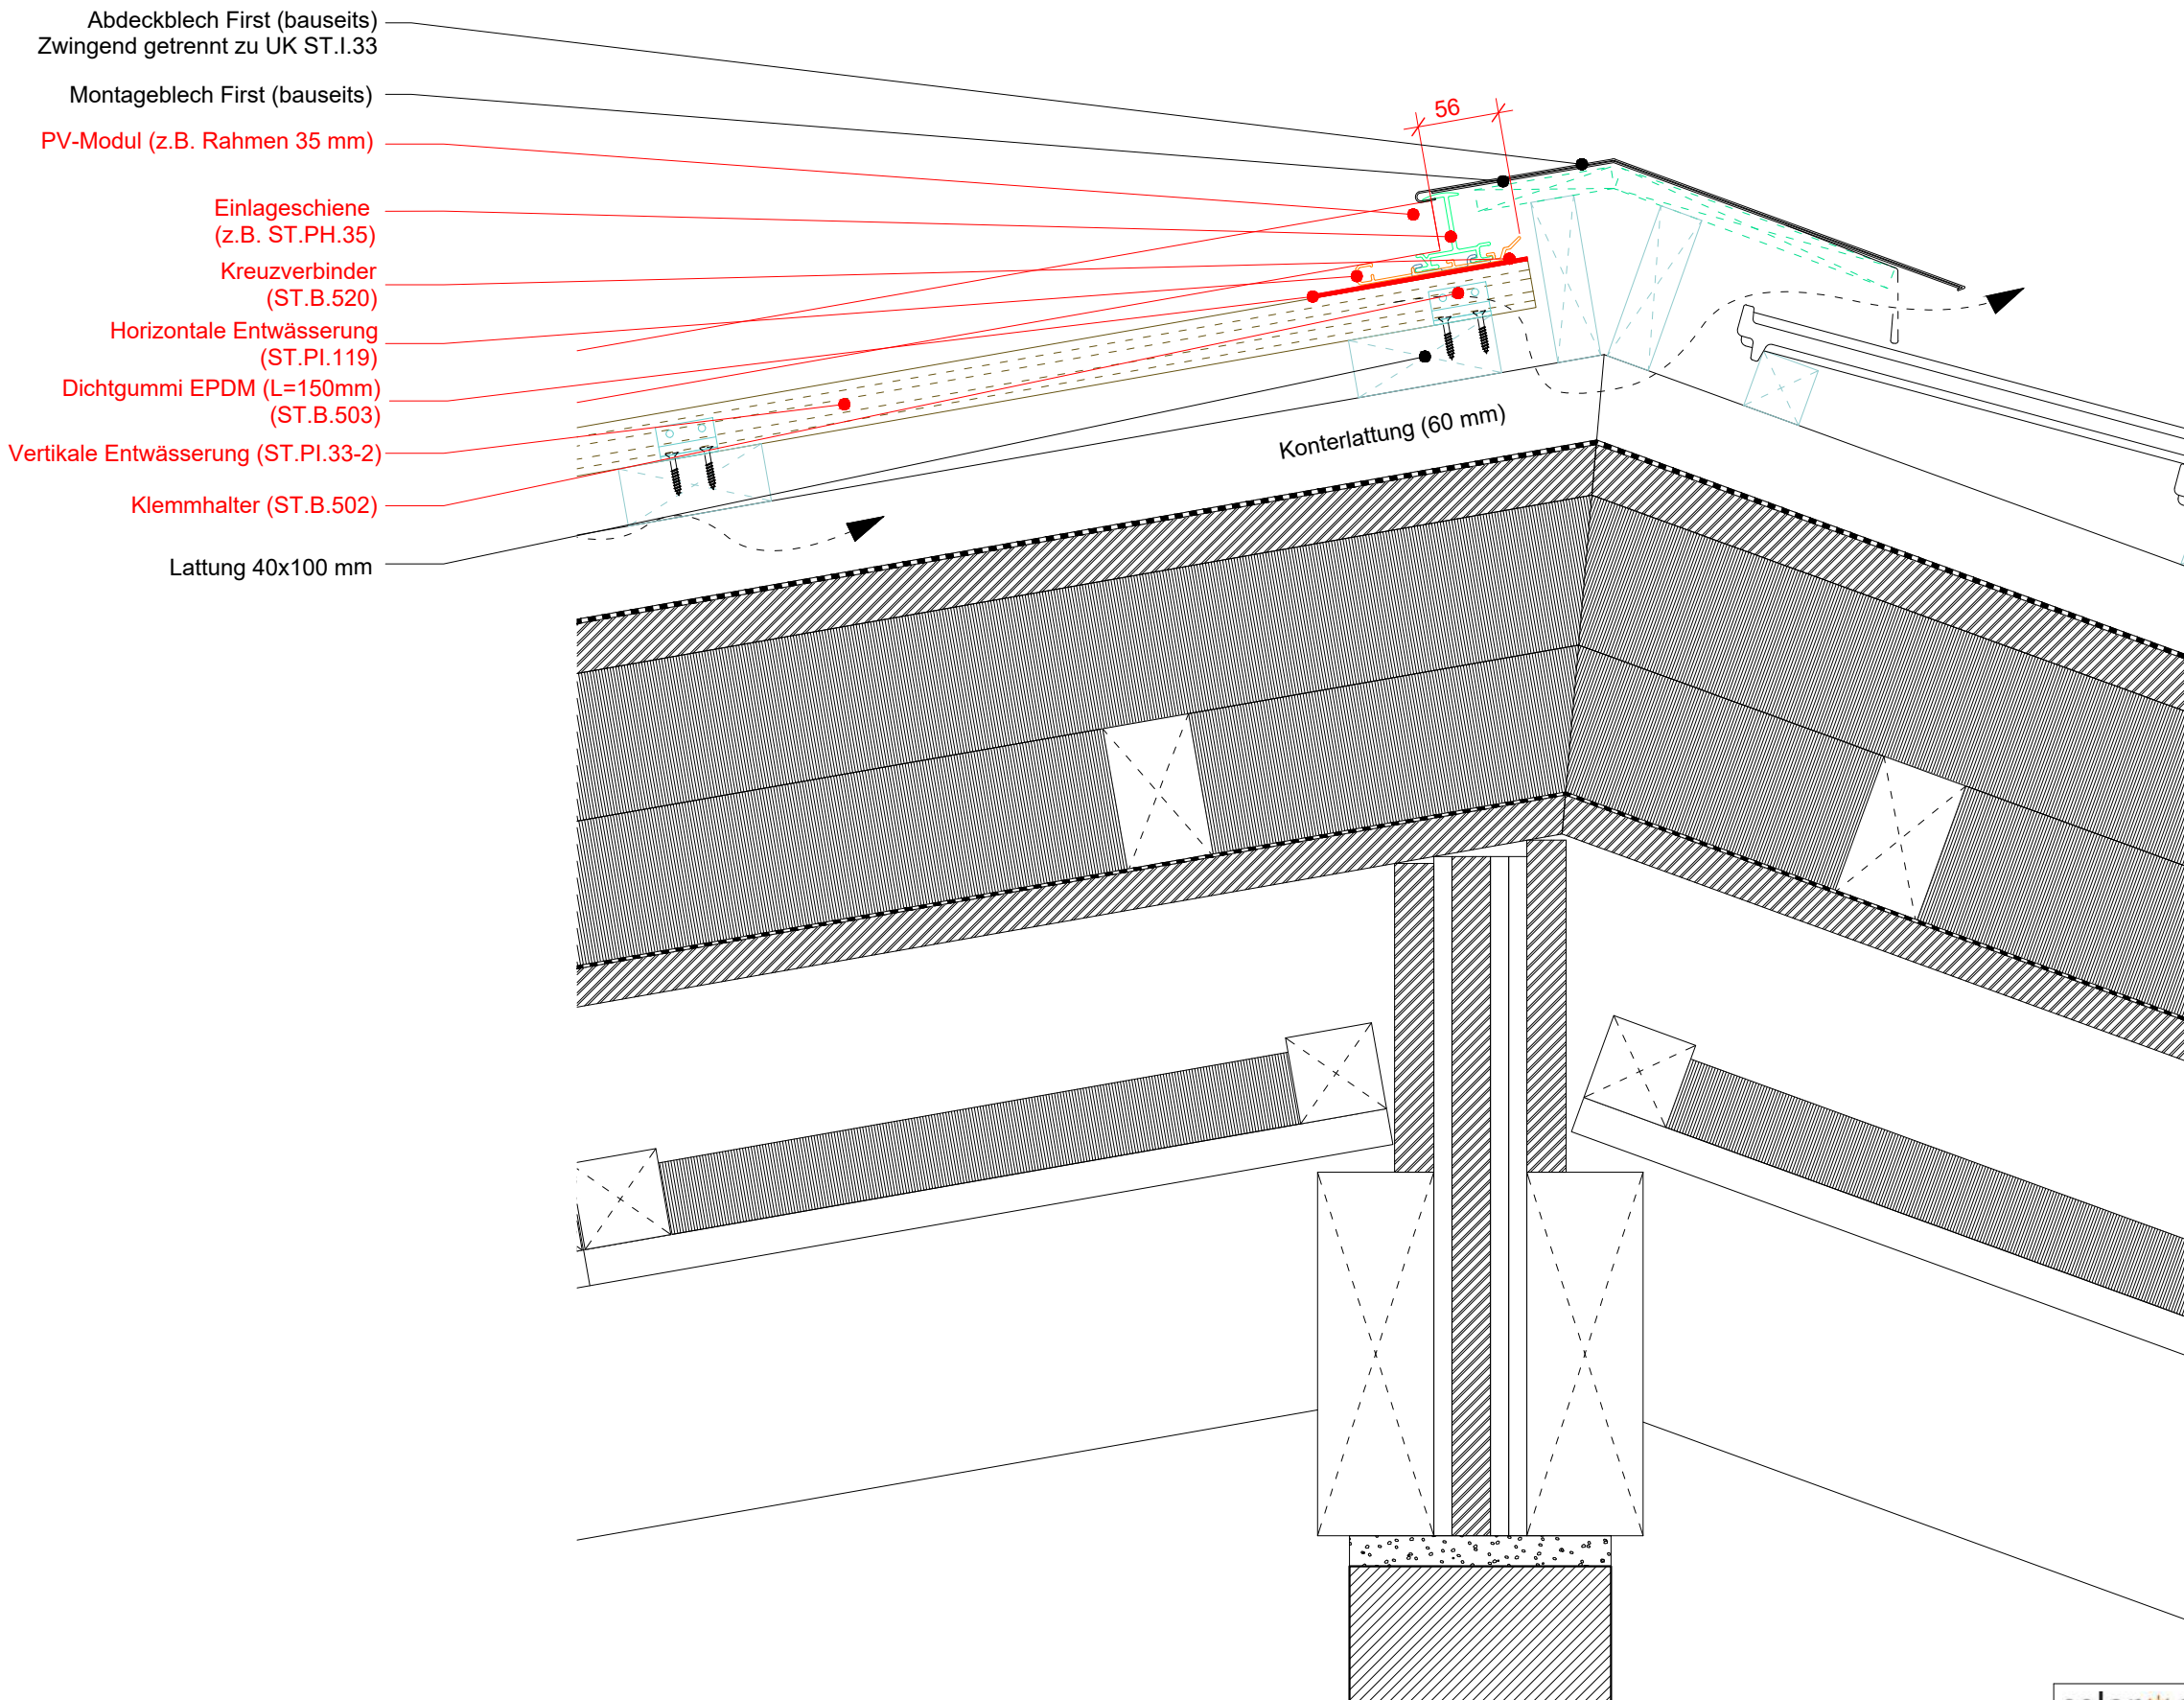 Abdeckblech First (bauseits)
Zwingend getrennt zu UK ST.I.33
Montageblech First (bauseits)
PV-Modul (z.B. Rahmen 35 mm)
Einlageschiene
(z.B. ST.PH.35)
Kreuzverbinder
(ST.B.520)
Horizontale Entwässerung
(ST.PI.119)
Dichtgummi EPDM (L=150mm)
(ST.B.503)
Vertikale Entwässerung (ST.PI.33-2)
Klemmhalter (ST.B.502)
Lattung 40x100 mm
56
Konterlattung (60 mm)